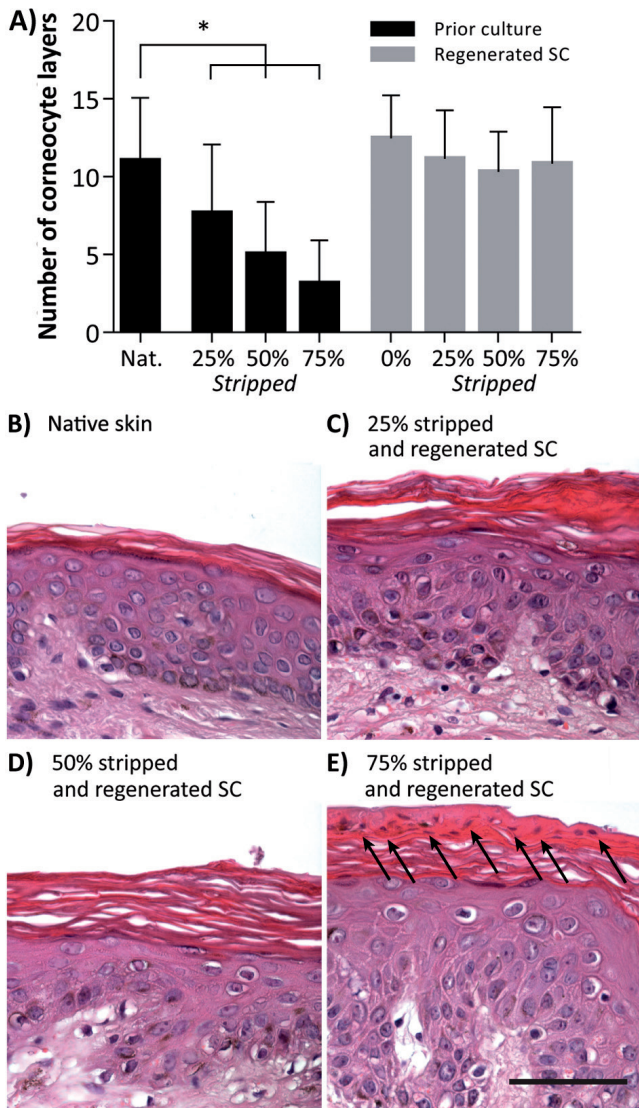 A)
Number of corneocyte layers
20
15
10
5
0
*
Prior culture
Regenerated SC
Nat. 25% 50% 75% 0% 25% 50% 75%
Stripped Stripped
B) Native skin
C) 25% stripped
and regenerated SC
D) 50% stripped
and regenerated SC
E) 75% stripped
and regenerated SC